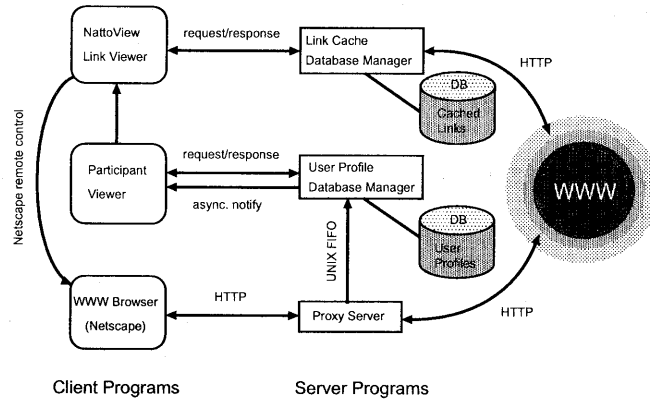 NattoView
Link Viewer
request/response
Link Cache
Database Manager
HTTP
DB
Cached
Links
WWW
Netscape remote control
Participant
Viewer
request/response
async. notify
User Profile
Database Manager
DB
User
Profiles
UNIX FIFO
WWW Browser
(Netscape)
HTTP
Proxy Server
HTTP
Client Programs
Server Programs